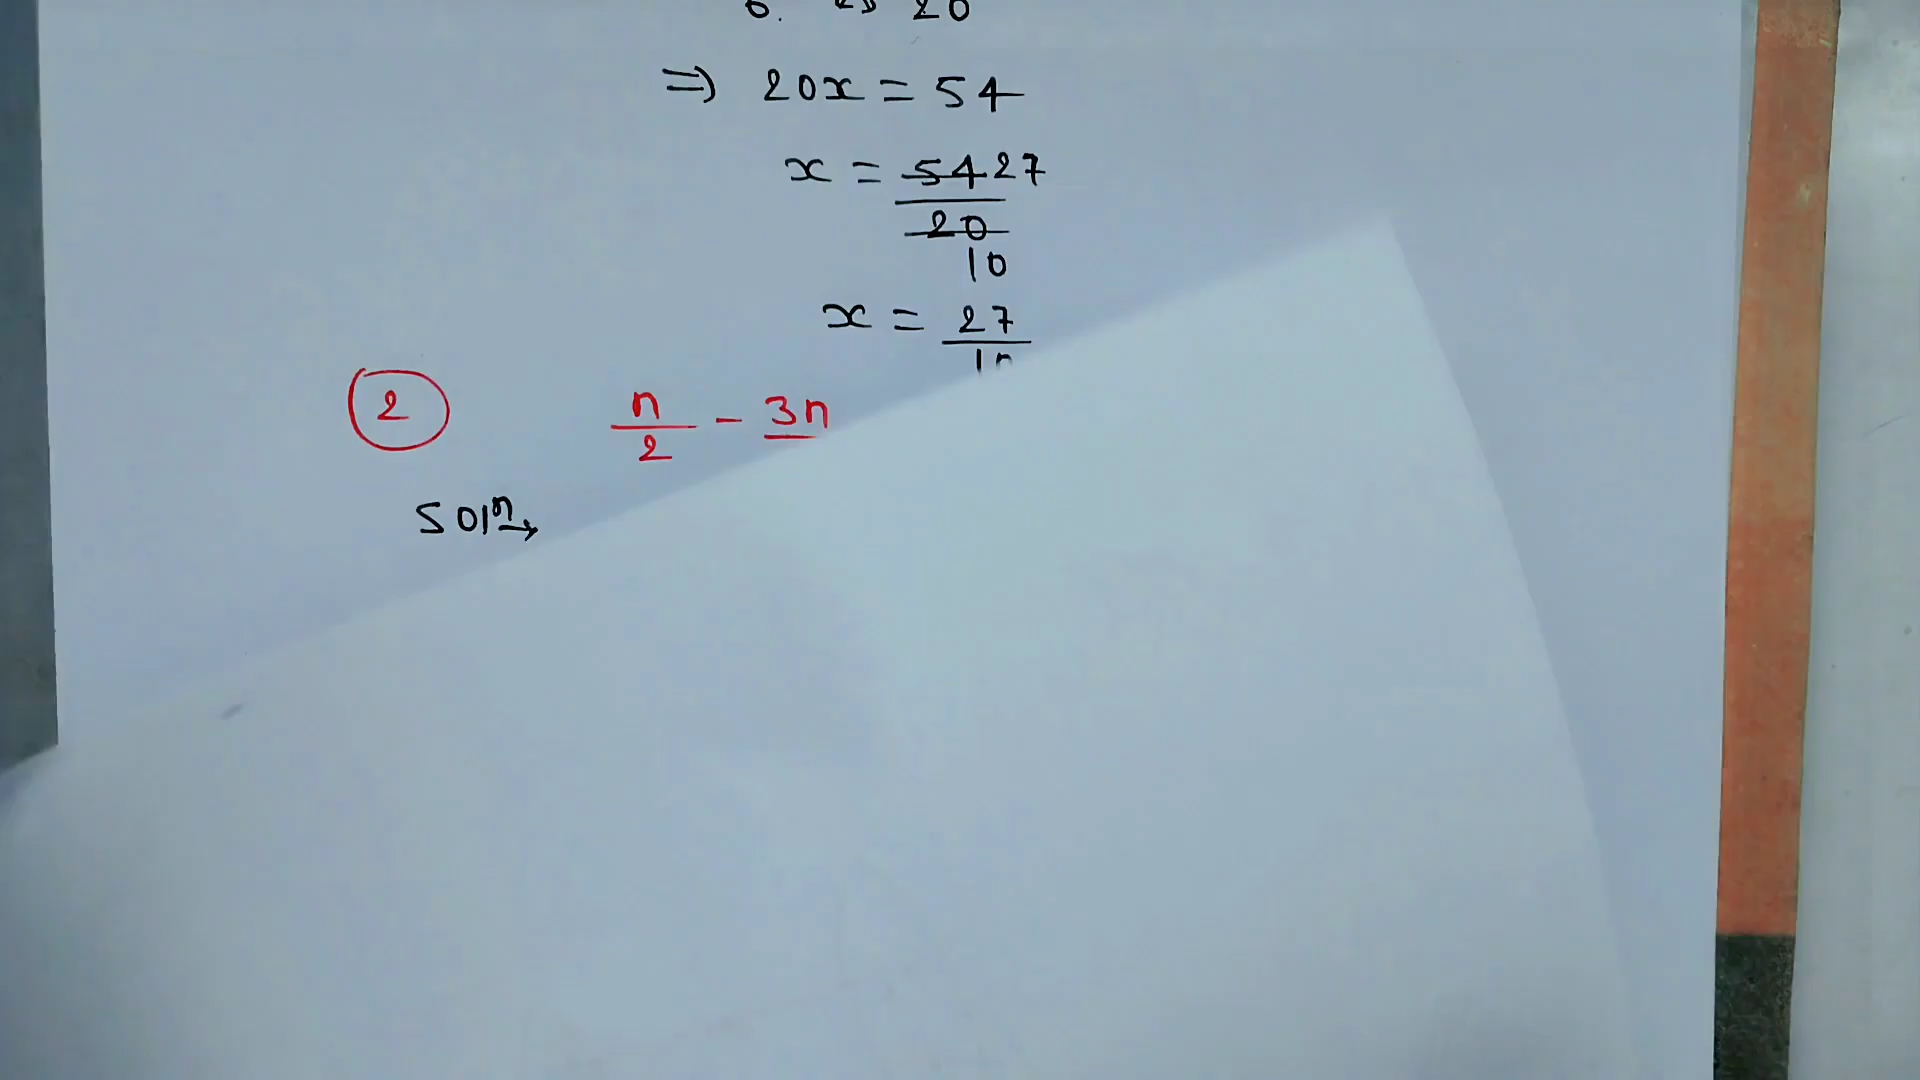 => 20x = 54
x = 54 27
20
10
x = 27
2 n/2 - 3n
Solⁿ→